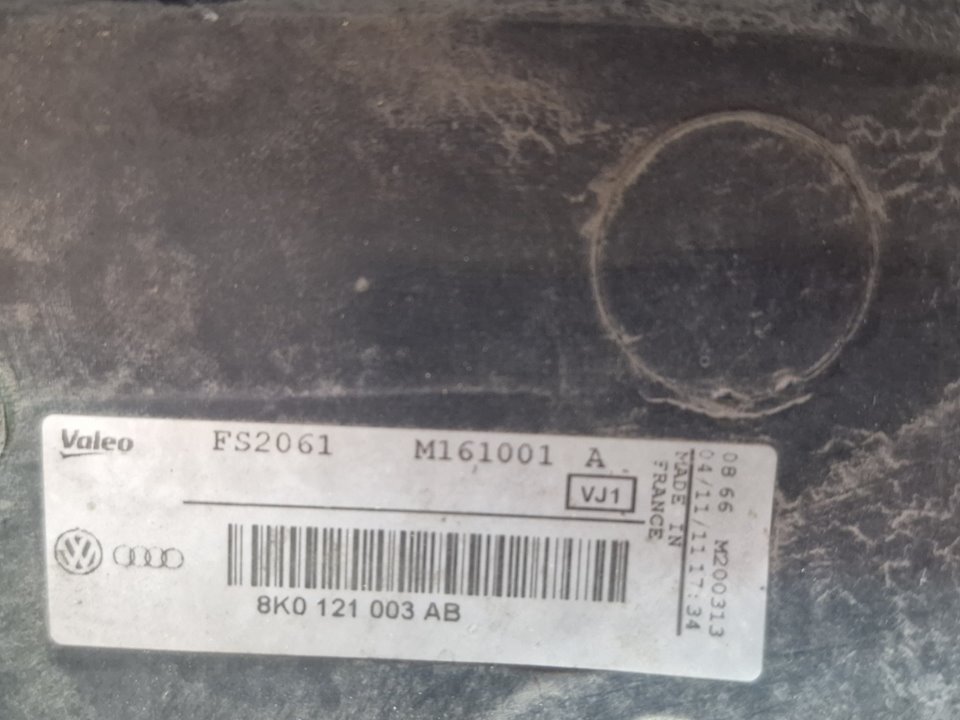 Valeo FS2061 M161001 A
VJ1
8K0 121 003 AB
08 66 M200313
04/11/11 17:34
MADE IN
FRANCE